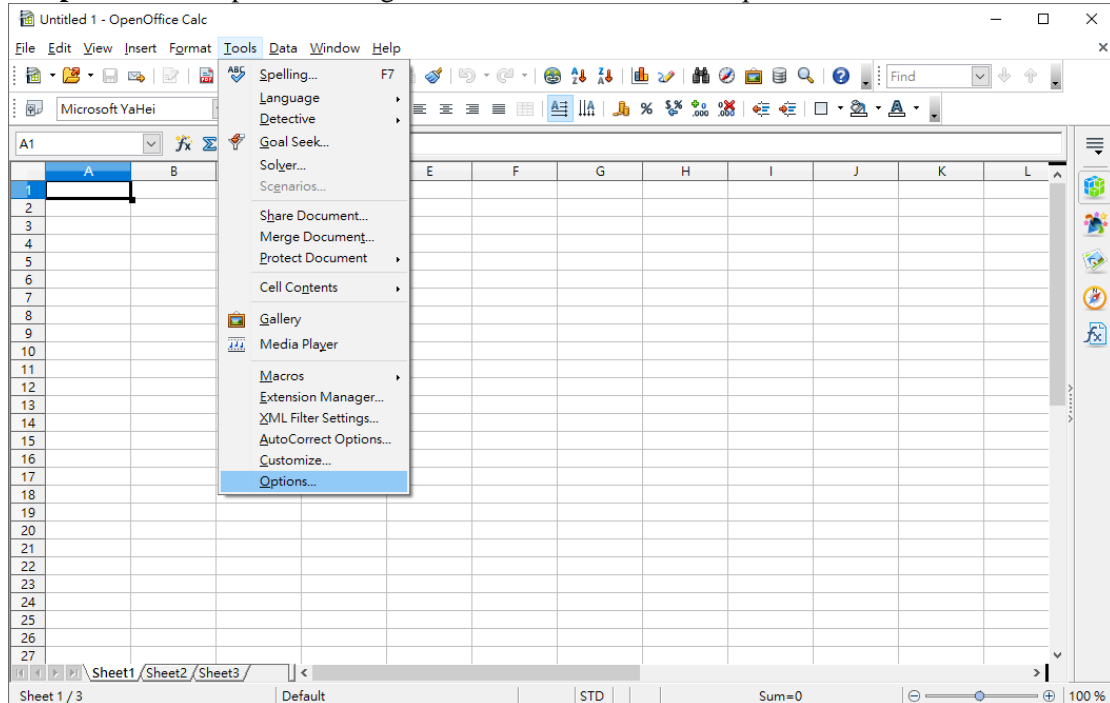 Untitled 1 - OpenOffice Calc
File Edit View Insert Format Tools Data Window Help
Find
Microsoft YaHei
A1
Spelling... F7
Language
Detective
Goal Seek...
Solver...
Scenarios...
Share Document...
Merge Document...
Protect Document
Cell Contents
Gallery
Media Player
Macros
Extension Manager...
XML Filter Settings...
AutoCorrect Options...
Customize...
Options...
A B E F G H I J K L
1
2
3
4
5
6
7
8
9
10
11
12
13
14
15
16
17
18
19
20
21
22
23
24
25
26
27
Sheet1 Sheet2 Sheet3
Sheet 1 / 3 Default STD Sum=0 100 %